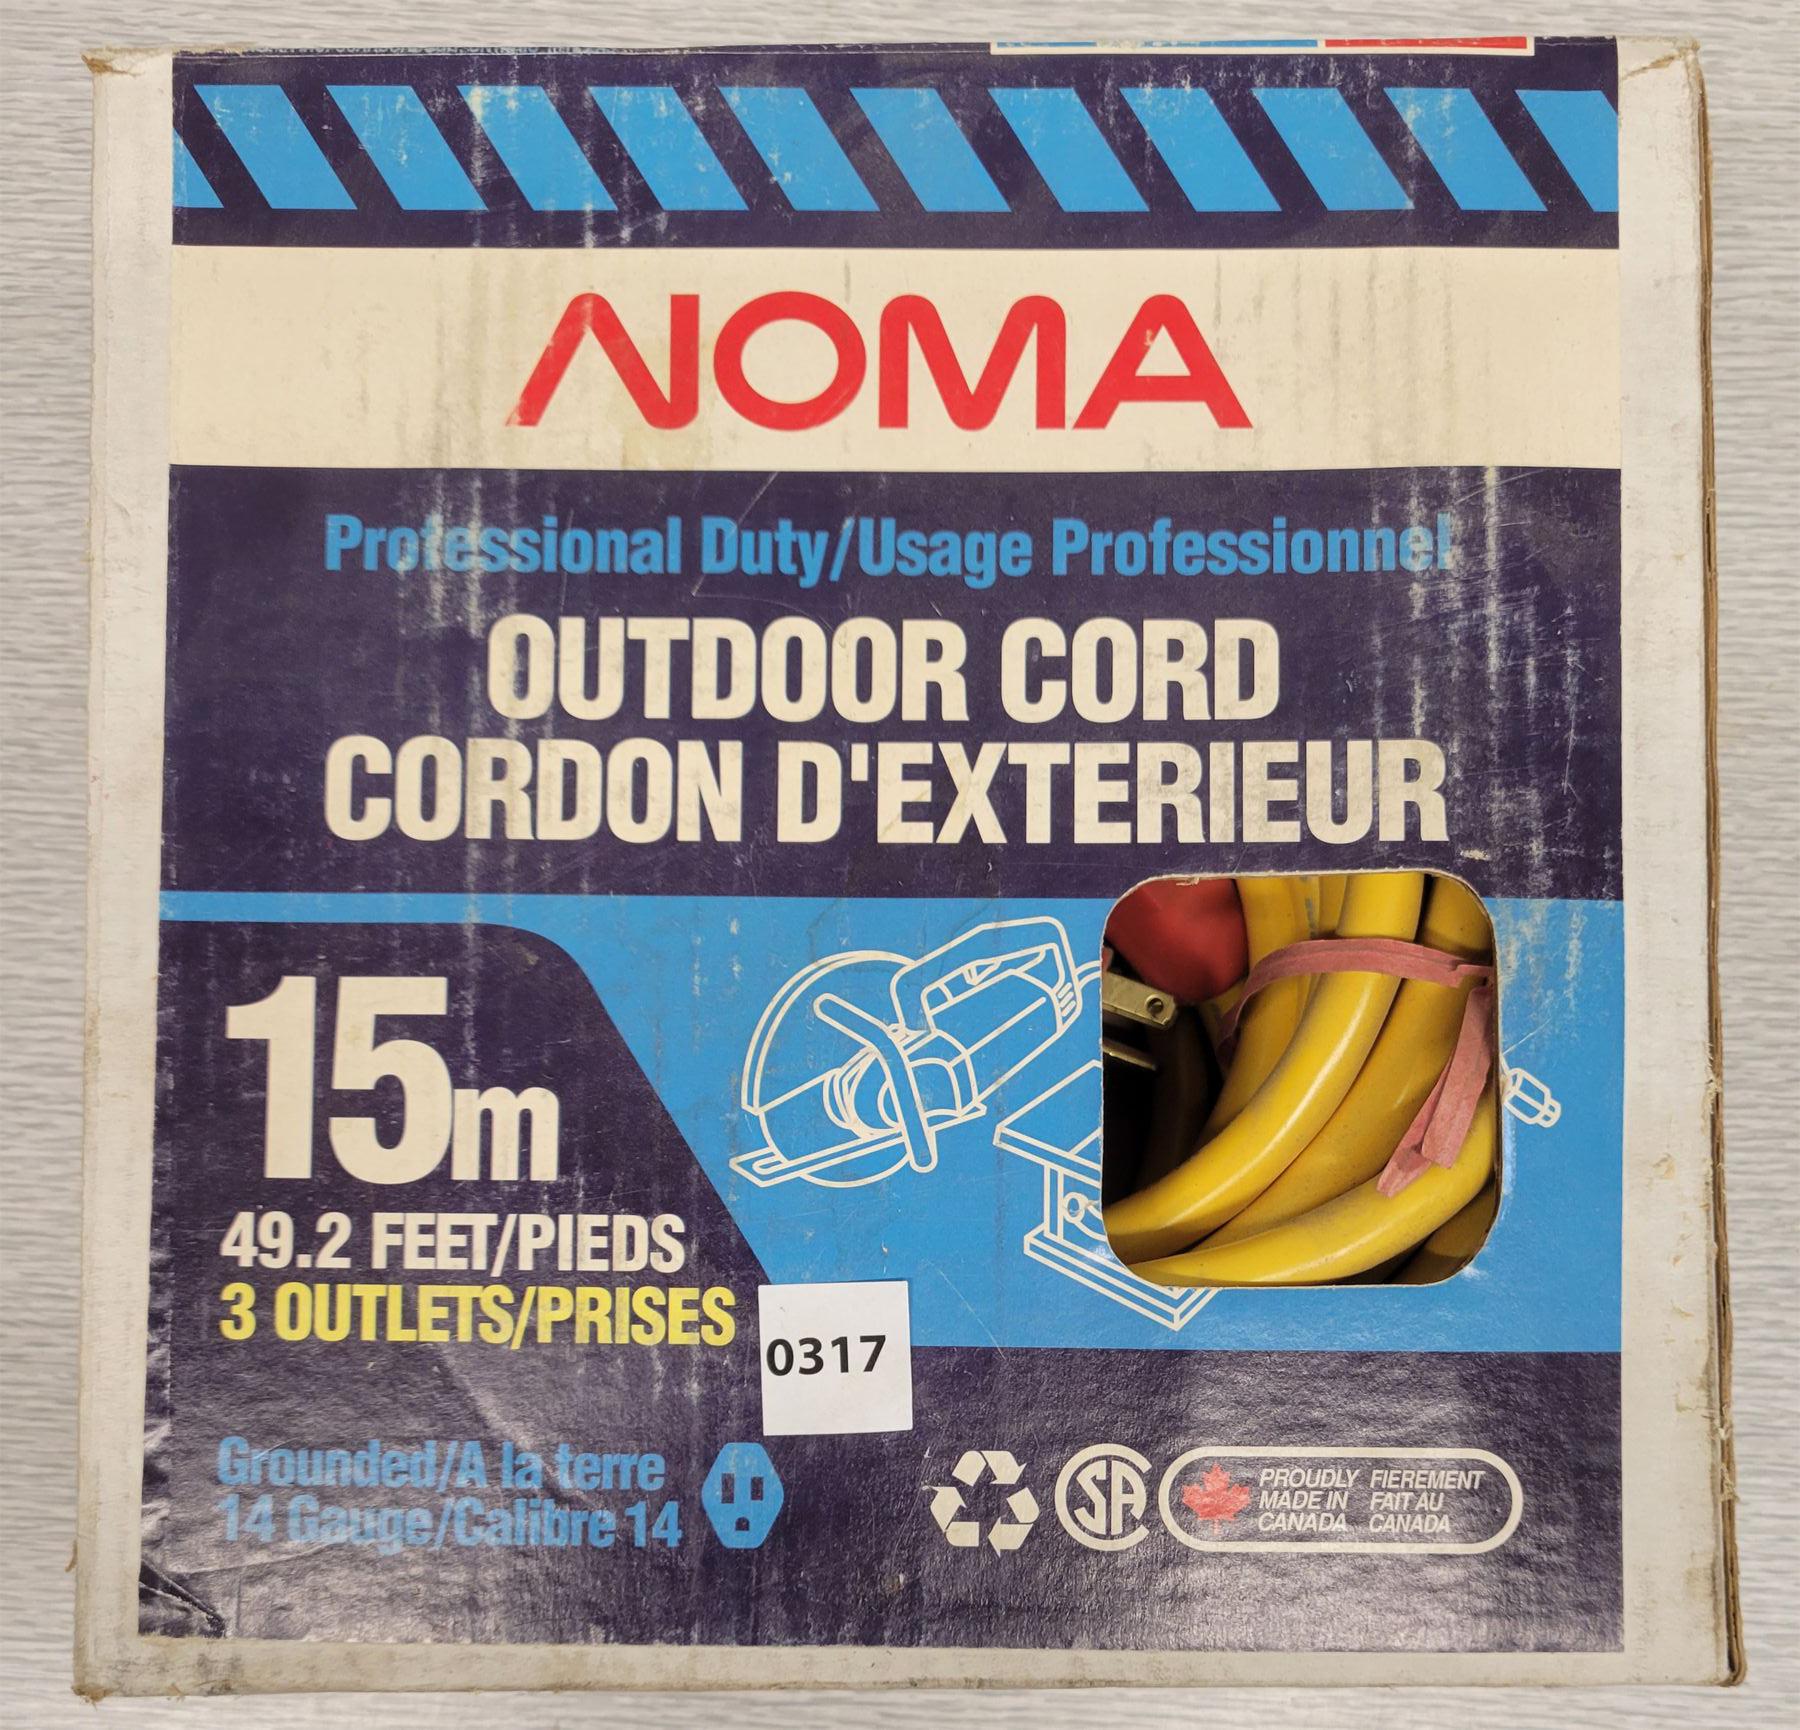 NOMA
Professional Duty/Usage Professionnel
OUTDOOR CORD
CORDON D'EXTERIEUR
15m
49.2 FEET/PIEDS
3 OUTLETS/PRISES
0317
Grounded/A la terre
14 Gauge/Calibre 14
SA
PROUDLY FIEREMENT
MADE IN FAIT AU
CANADA CANADA